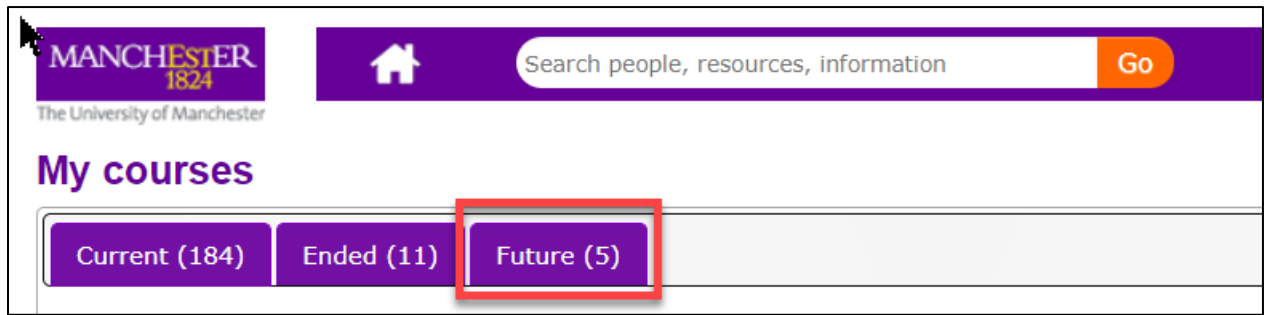 MANCHESTER
1824
The University of Manchester
Search people, resources, information
Go
My courses
Current (184)
Ended (11)
Future (5)